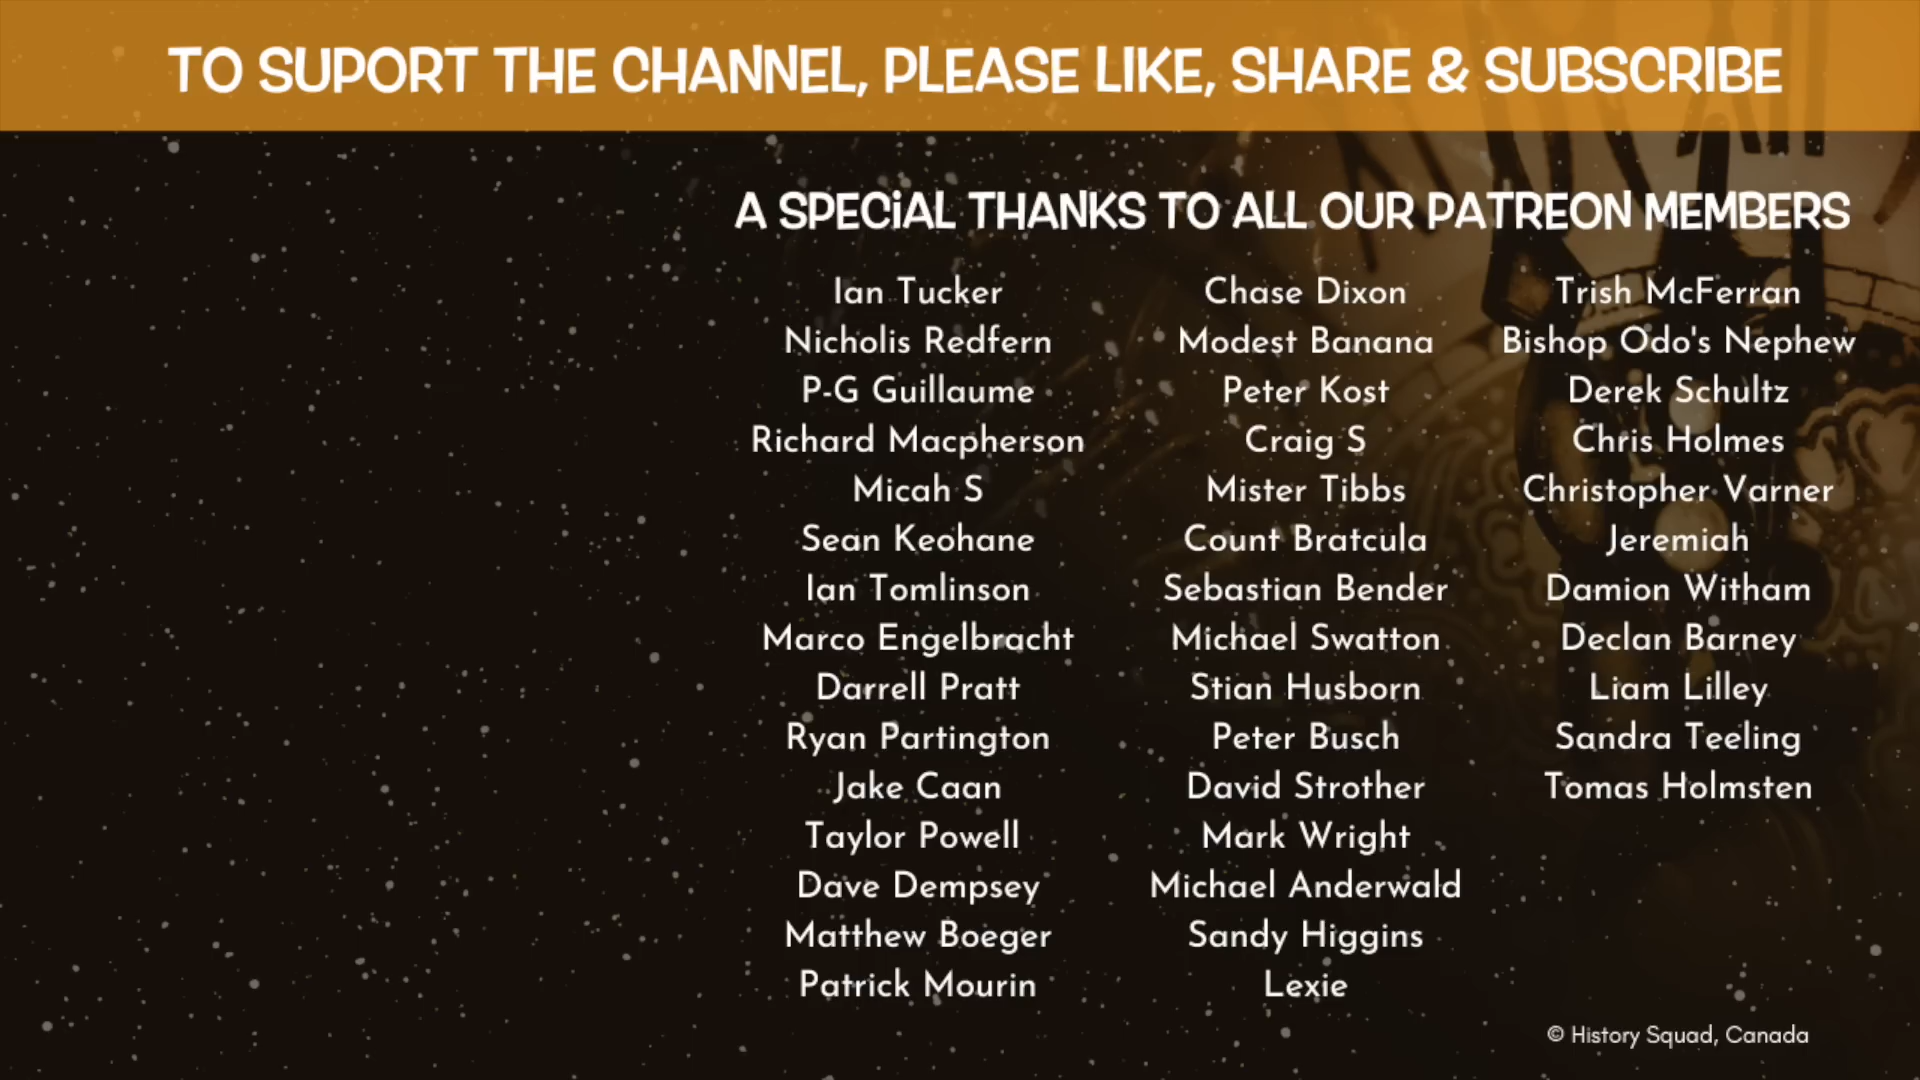 TO SUPORT THE CHANNEL, PLEASE LIKE, SHARE & SUBSCRIBE
A SPECiAL THANKS TO ALL OUR PATREON MEMBERS
Ian Tucker
Nicholis Redfern
P-G Guillaume
Richard Macpherson
Micah S
Sean Keohane
Ian Tomlinson
Marco Engelbracht
Darrell Pratt
Ryan Partington
Jake Caan
Taylor Powell
Dave Dempsey
Matthew Boeger
Patrick Mourin
Chase Dixon
Modest Banana
Peter Kost
Craig S
Mister Tibbs
Count Bratcula
Sebastian Bender
Michael Swatton
Stian Husborn
Peter Busch
David Strother
Mark Wright
Michael Anderwald
Sandy Higgins
Lexie
Trish McFerran
Bishop Odo's Nephew
Derek Schultz
Chris Holmes
Christopher Varner
Jeremiah
Damion Witham
Declan Barney
Liam Lilley
Sandra Teeling
Tomas Holmsten
© History Squad, Canada